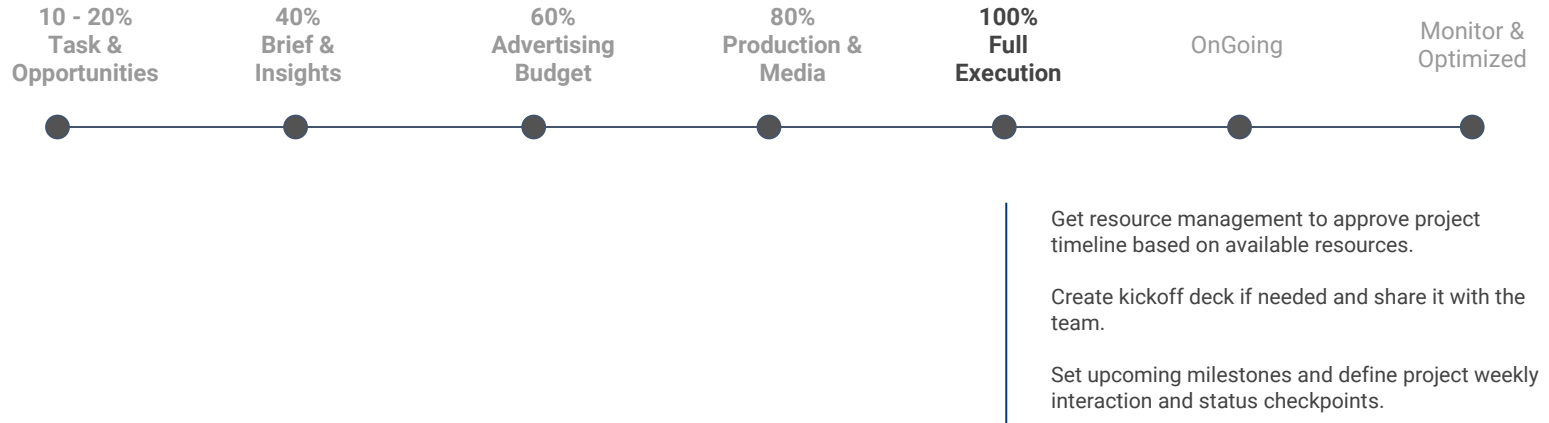 10 - 20%
Task &
Opportunities
40%
Brief &
Insights
60%
Advertising
Budget
80%
Production &
Media
100%
Full
Execution
OnGoing
Monitor &
Optimized
Get resource management to approve project
timeline based on available resources.
Create kickoff deck if needed and share it with the
team.
Set upcoming milestones and define project weekly
interaction and status checkpoints.